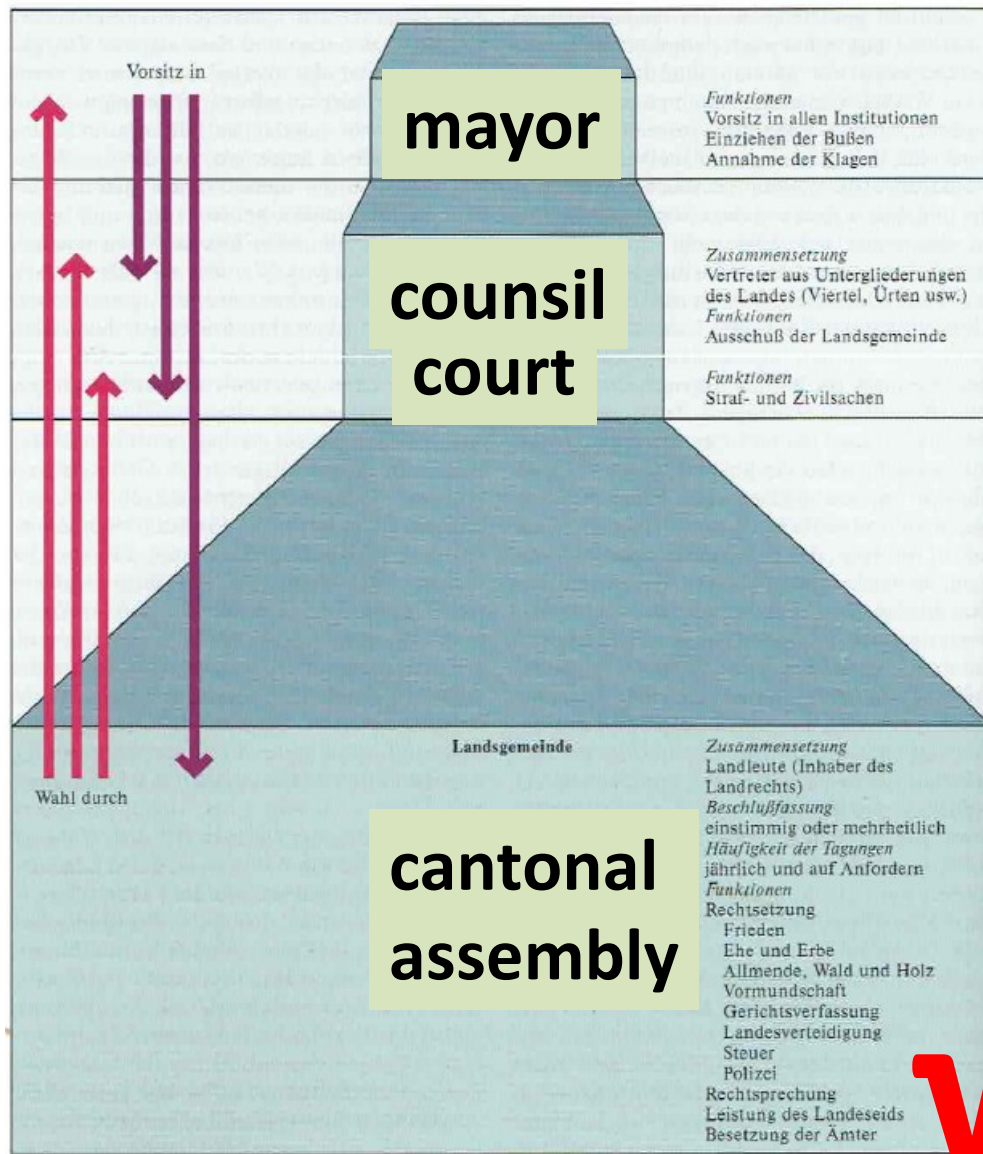 Vorsitz in
mayor
Funktionen
Vorsitz in allen Institutionen
Einziehen der Bußen
Annahme der Klagen
counsil
Zusammensetzung
Vertreter aus Untergliederungen
des Landes (Viertel, Ürten usw.)
Funktionen
Ausschuß der Landsgemeinde
court
Funktionen
Straf- und Zivilsachen
Wahl durch
Landsgemeinde
cantonal
assembly
Zusammensetzung
Landleute (Inhaber des
Landrechts)
Beschlußfassung
einstimmig oder mehrheitlich
Häufigkeit der Tagungen
jährlich und auf Anfordern
Funktionen
Rechtsetzung
Frieden
Ehe und Erbe
Allmende, Wald und Holz
Vormundschaft
Gerichtsverfassung
Landesverteidigung
Steuer
Polizei
Rechtsprechung
Leistung des Landeseids
Besetzung der Ämter